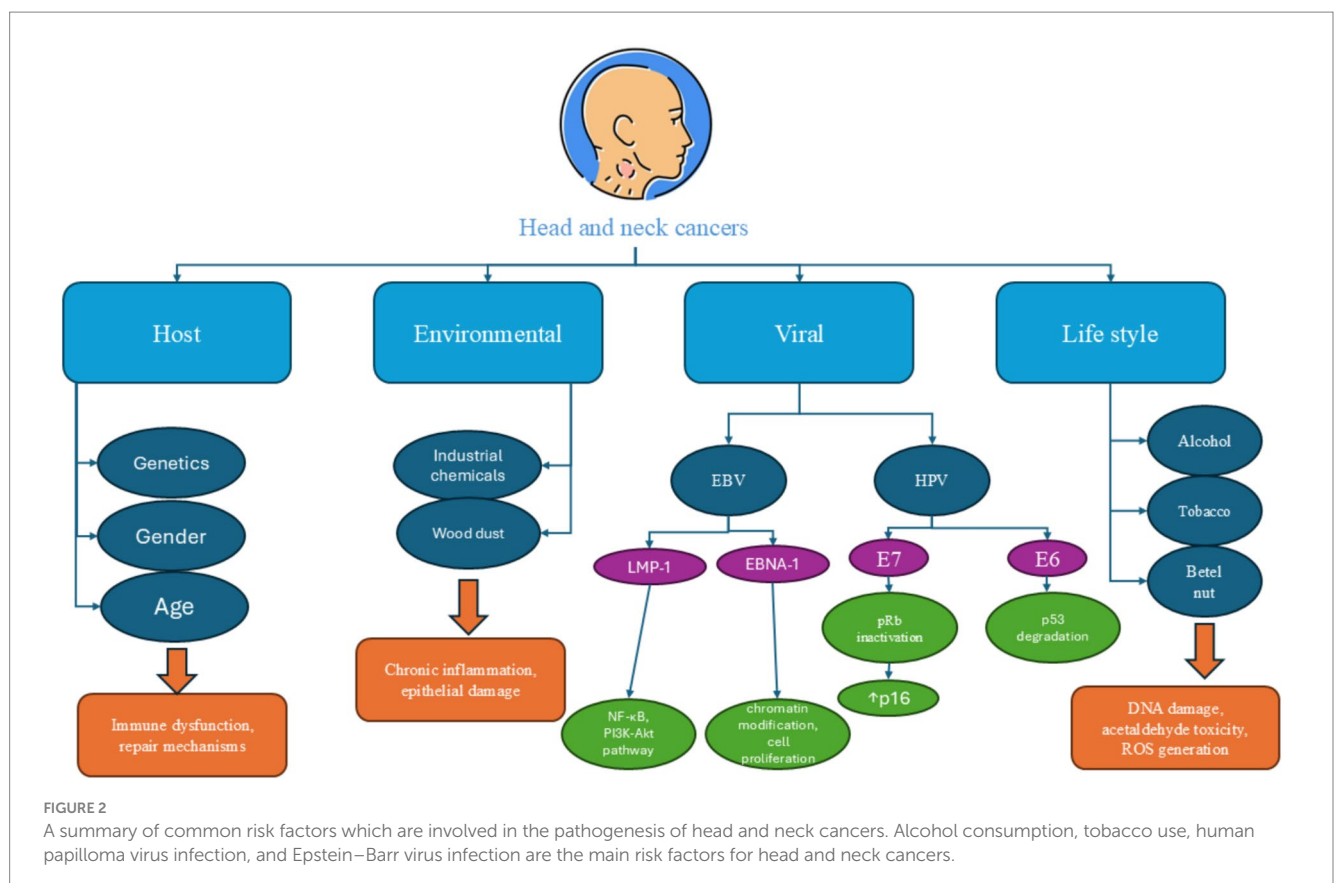 Head and neck cancers
Host
Environmental
Viral
Life style
Genetics
Gender
Age
Immune dysfunction,
repair mechanisms
Industrial
chemicals
Wood dust
Chronic inflammation,
epithelial damage
EBV
HPV
LMP-1
EBNA-1
E7
E6
NF-κB,
PI3K-Akt
pathway
chromatin
modification,
cell
proliferation
pRb
inactivation
↑p16
p53
degradation
Alcohol
Tobacco
Betel
nut
DNA damage,
acetaldehyde toxicity,
ROS generation
FIGURE 2
A summary of common risk factors which are involved in the pathogenesis of head and neck cancers. Alcohol consumption, tobacco use, human
papilloma virus infection, and Epstein–Barr virus infection are the main risk factors for head and neck cancers.